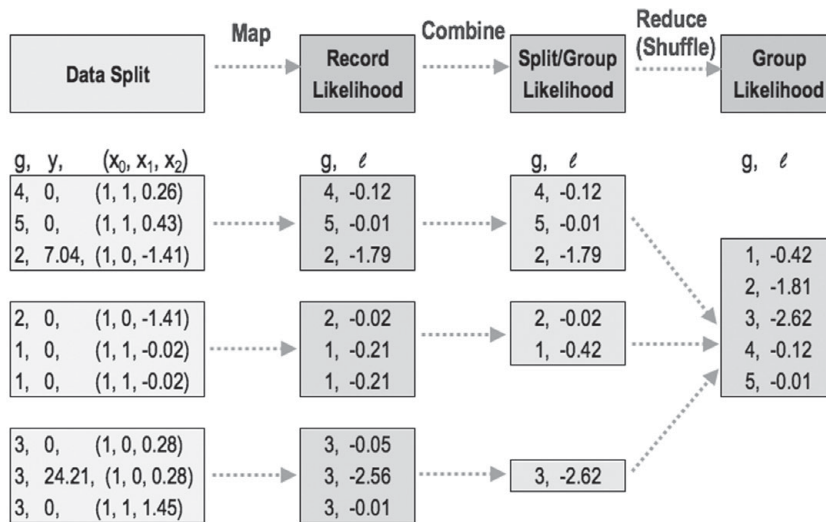 Map
Combine
Reduce
(Shuffle)
Data Split
Record
Likelihood
Split/Group
Likelihood
Group
Likelihood
g, y, (x₀, x₁, x₂)
g, ℓ
g, ℓ
g, ℓ
4, 0, (1, 1, 0.26)
5, 0, (1, 1, 0.43)
2, 7.04, (1, 0, -1.41)
4, -0.12
5, -0.01
2, -1.79
4, -0.12
5, -0.01
2, -1.79
2, 0, (1, 0, -1.41)
1, 0, (1, 1, -0.02)
1, 0, (1, 1, -0.02)
2, -0.02
1, -0.21
1, -0.21
2, -0.02
1, -0.42
3, 0, (1, 0, 0.28)
3, 24.21, (1, 0, 0.28)
3, 0, (1, 1, 1.45)
3, -0.05
3, -2.56
3, -0.01
3, -2.62
1, -0.42
2, -1.81
3, -2.62
4, -0.12
5, -0.01